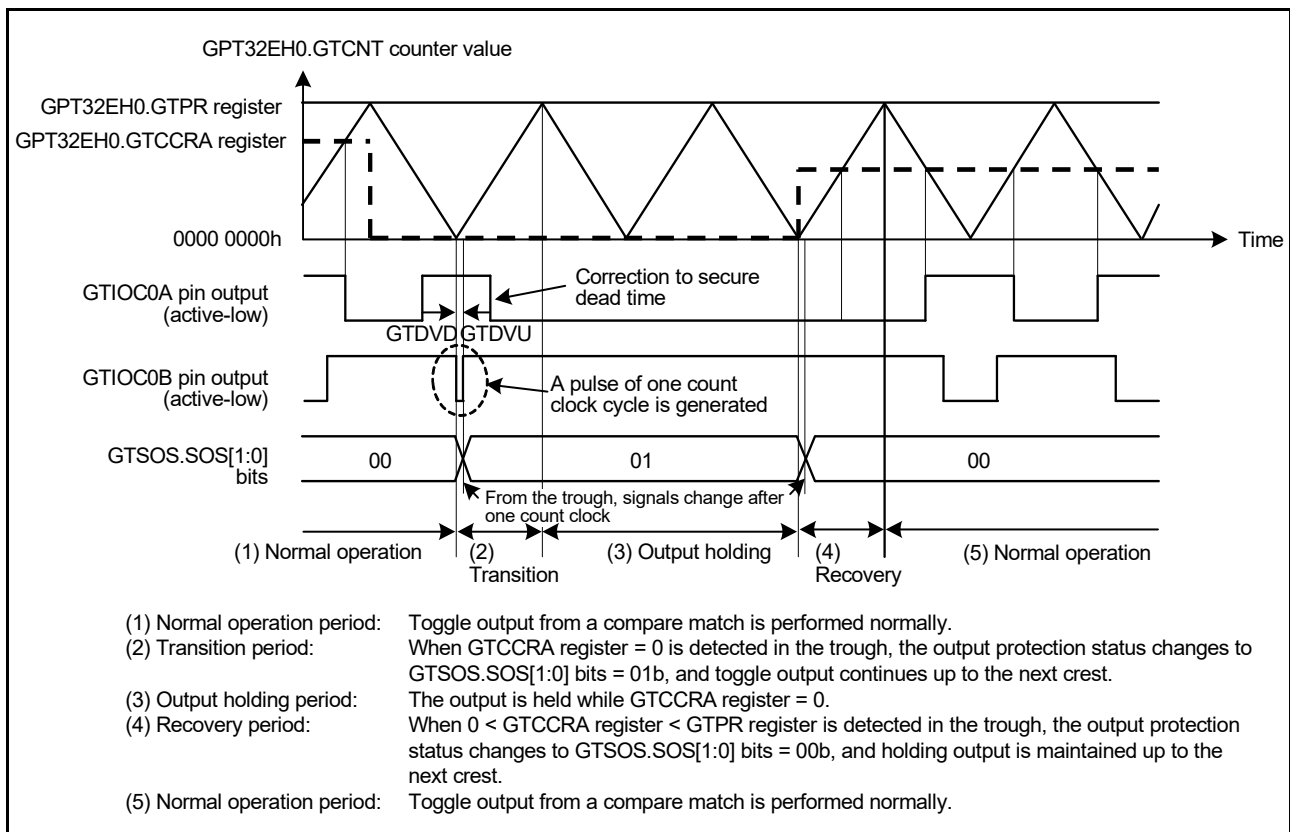 GPT32EH0.GTCNT counter value
GPT32EH0.GTPR register
GPT32EH0.GTCCRA register
0000 0000h
Time
GTIOC0A pin output
(active-low)
Correction to secure
dead time
GTDVD GTDVU
GTIOC0B pin output
(active-low)
A pulse of one count
clock cycle is generated
GTSOS.SOS[1:0]
bits
00
01
00
From the trough, signals change after
one count clock
(1) Normal operation
(2)
Transition
(3) Output holding
(4)
Recovery
(5) Normal operation
(1) Normal operation period: Toggle output from a compare match is performed normally.
(2) Transition period: When GTCCRA register = 0 is detected in the trough, the output protection status changes to
GTSOS.SOS[1:0] bits = 01b, and toggle output continues up to the next crest.
(3) Output holding period: The output is held while GTCCRA register = 0.
(4) Recovery period: When 0 < GTCCRA register < GTPR register is detected in the trough, the output protection
status changes to GTSOS.SOS[1:0] bits = 00b, and holding output is maintained up to the
next crest.
(5) Normal operation period: Toggle output from a compare match is performed normally.